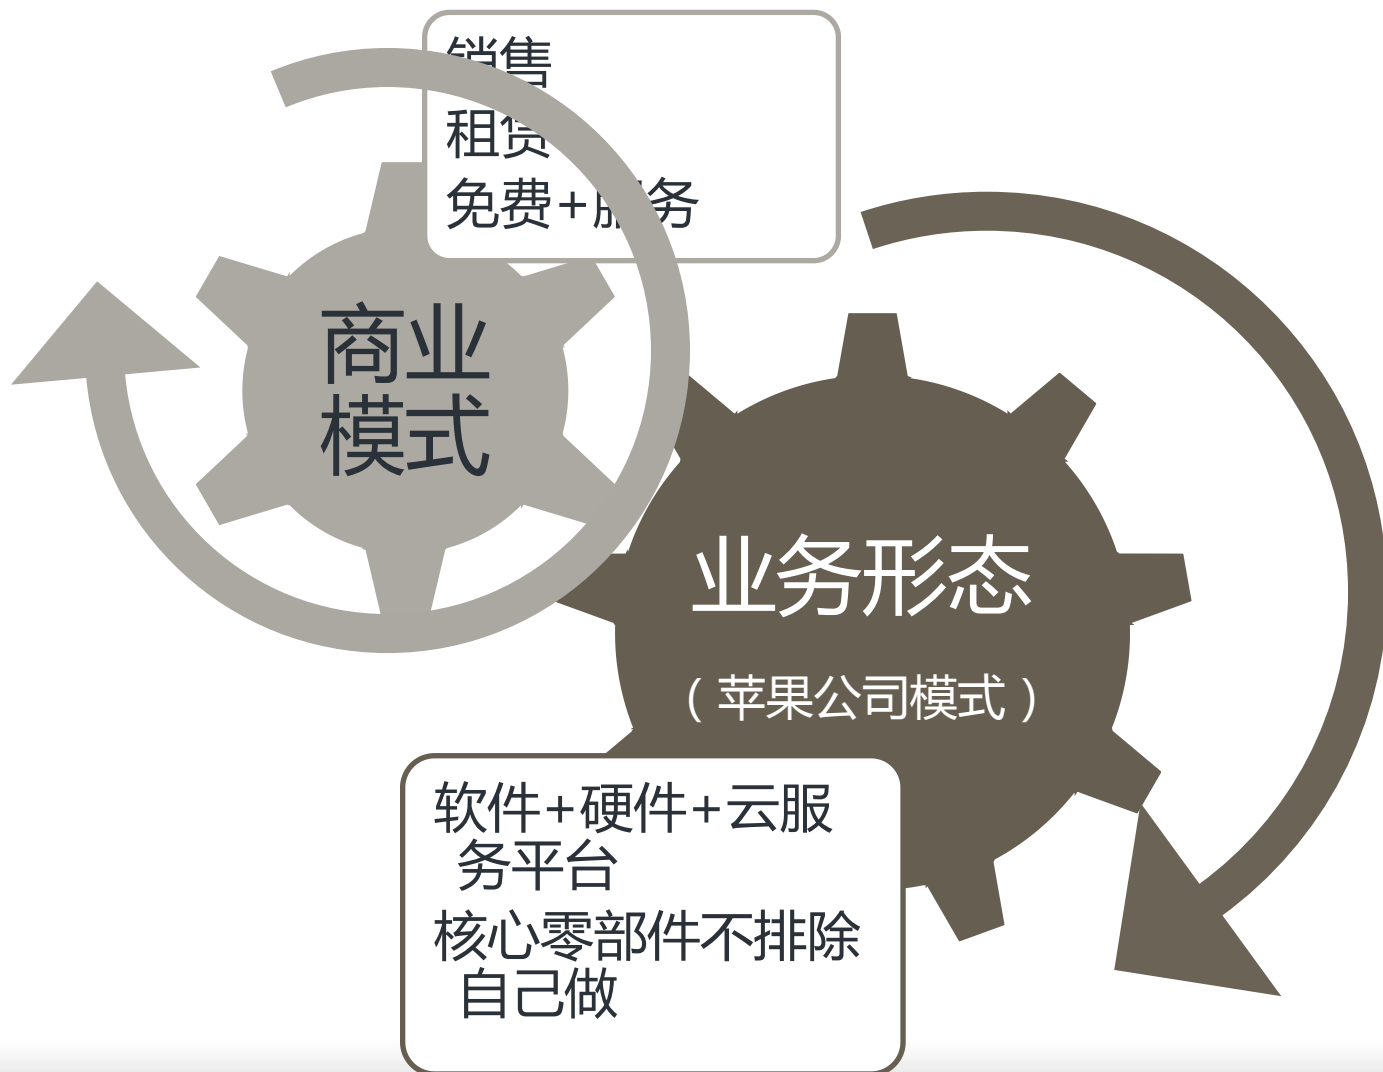 销售
租赁
免费+服务
商业
模式
业务形态
（苹果公司模式）
软件+硬件+云服
务平台
核心零部件不排除
自己做